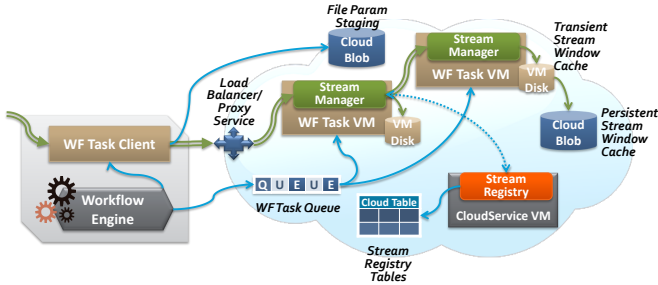 File Param
Staging
Cloud
Blob
Stream
Manager
WF Task VM
Transient
Stream
Window
Cache
VM
Disk
Load
Balancer/
Proxy
Service
Stream
Manager
WF Task VM
VM
Disk
Cloud
Blob
Persistent
Stream
Window
Cache
WF Task Client
Workflow
Engine
QUEUE
WF Task Queue
Cloud Table
Stream
Registry
Tables
Stream
Registry
CloudService VM